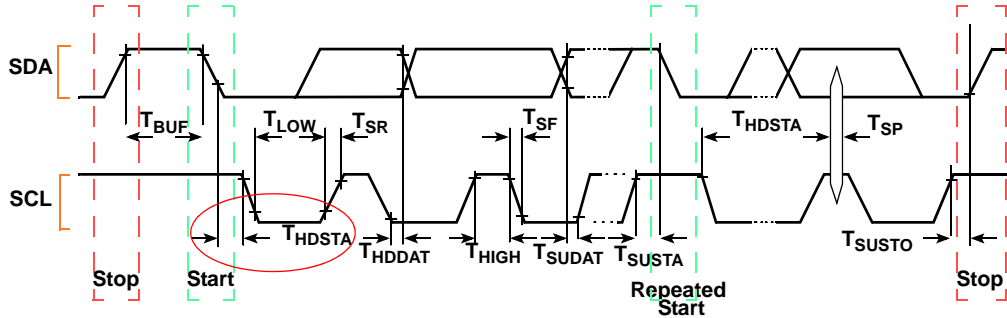 SDA
TBUF
TLOW
TSR
TSF
THDSTA
TSP
SCL
THDSTA
THDDAT
THIGH
TSUDAT
TSUSTA
TSUSTO
Stop
Start
Repeated
Start
Stop